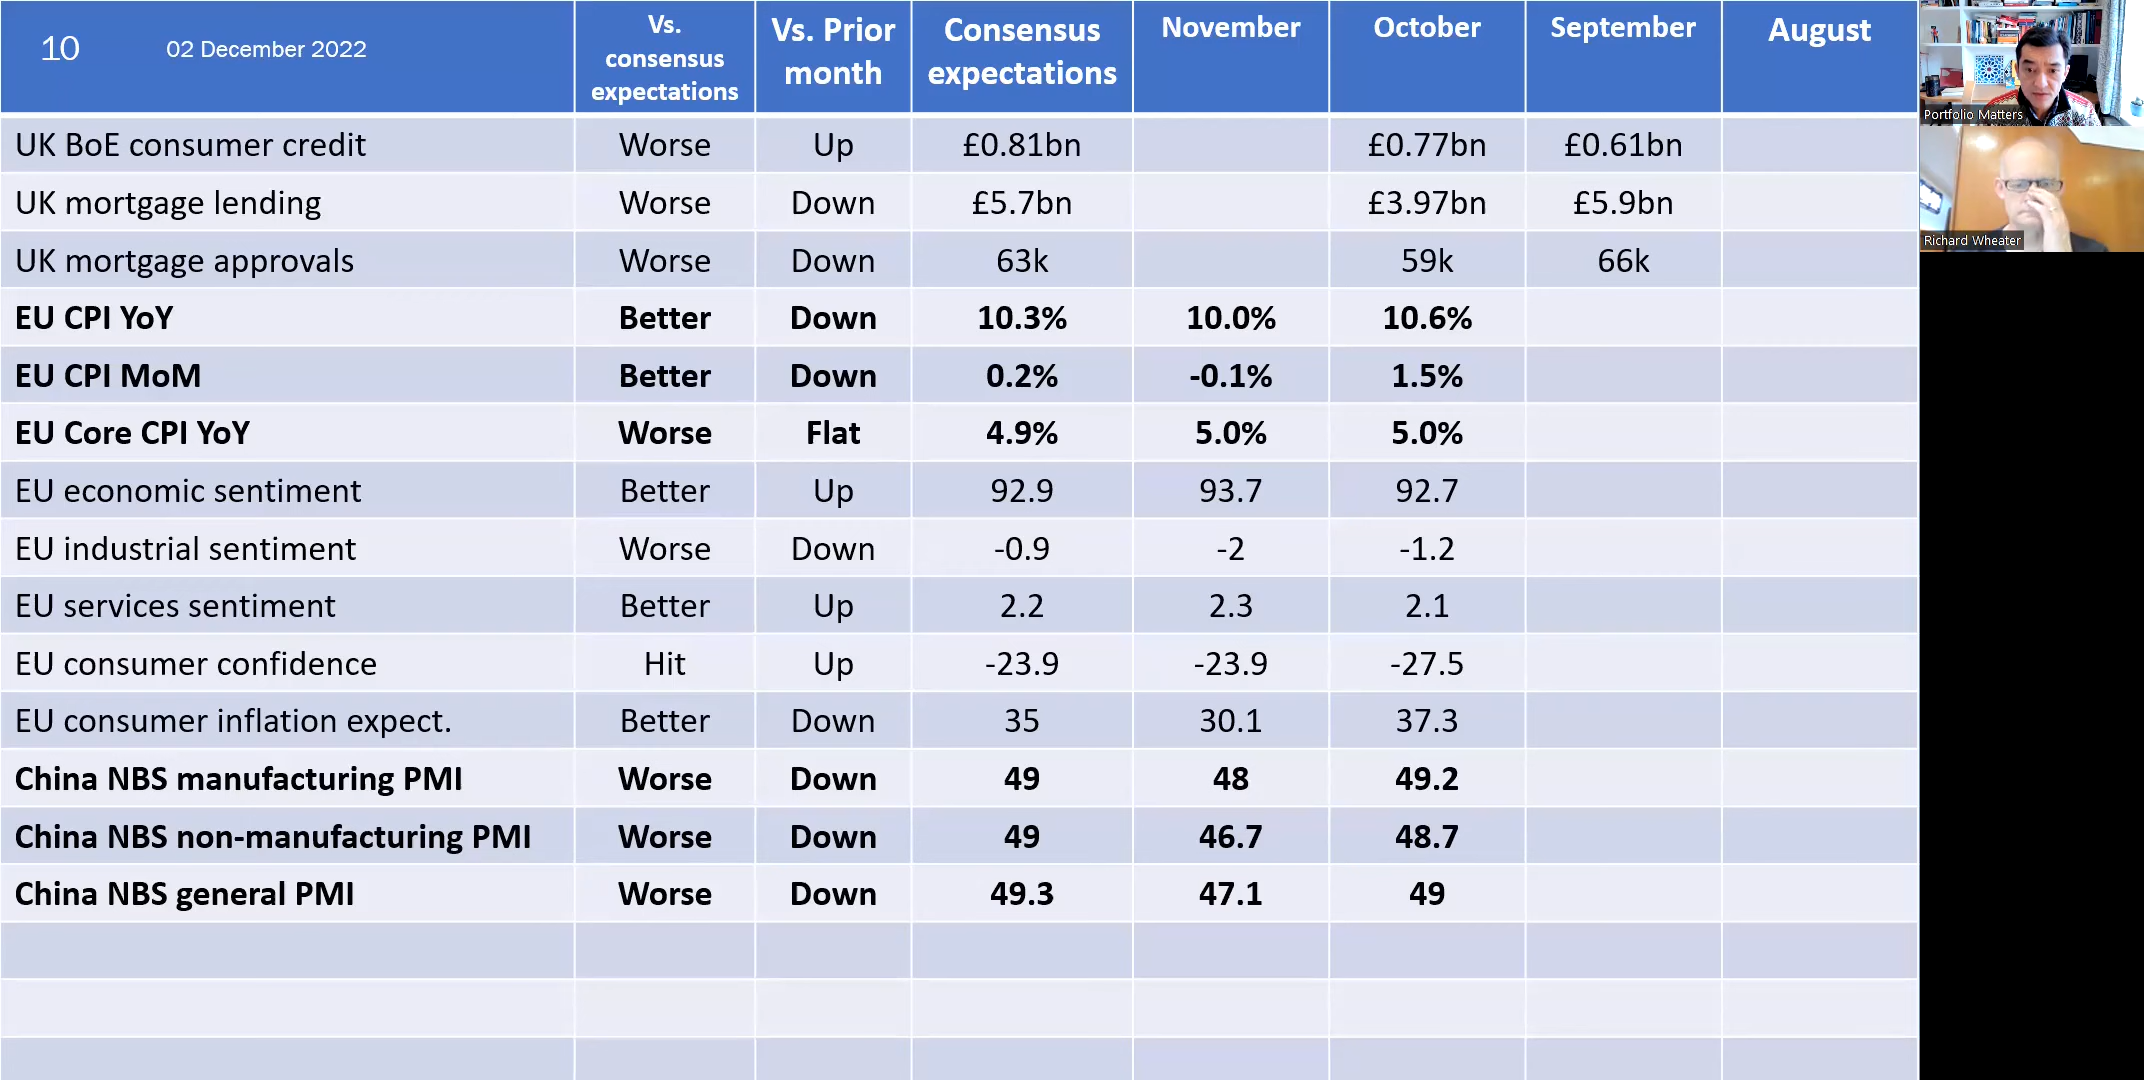 10 02 December 2022 Vs. consensus expectations Vs. Prior month Consensus expectations November October September August
UK BoE consumer credit Worse Up £0.81bn £0.77bn £0.61bn
UK mortgage lending Worse Down £5.7bn £3.97bn £5.9bn
UK mortgage approvals Worse Down 63k 59k 66k
EU CPI YoY Better Down 10.3% 10.0% 10.6%
EU CPI MoM Better Down 0.2% -0.1% 1.5%
EU Core CPI YoY Worse Flat 4.9% 5.0% 5.0%
EU economic sentiment Better Up 92.9 93.7 92.7
EU industrial sentiment Worse Down -0.9 -2 -1.2
EU services sentiment Better Up 2.2 2.3 2.1
EU consumer confidence Hit Up -23.9 -23.9 -27.5
EU consumer inflation expect. Better Down 35 30.1 37.3
China NBS manufacturing PMI Worse Down 49 48 49.2
China NBS non-manufacturing PMI Worse Down 49 46.7 48.7
China NBS general PMI Worse Down 49.3 47.1 49
Portfolio Matters
Richard Wheater